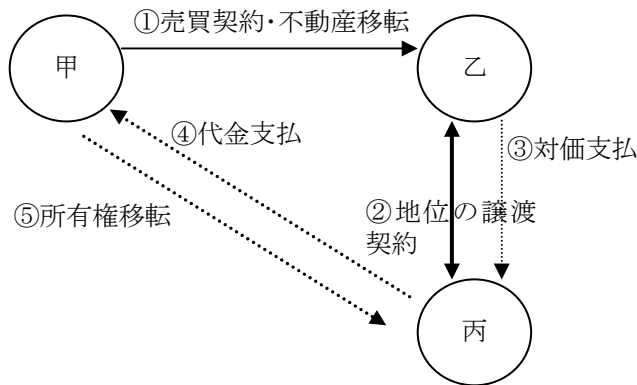 ①売買契約・不動産移転
甲
乙
④代金支払
③対価支払
⑤所有権移転
②地位の譲渡
契約
丙